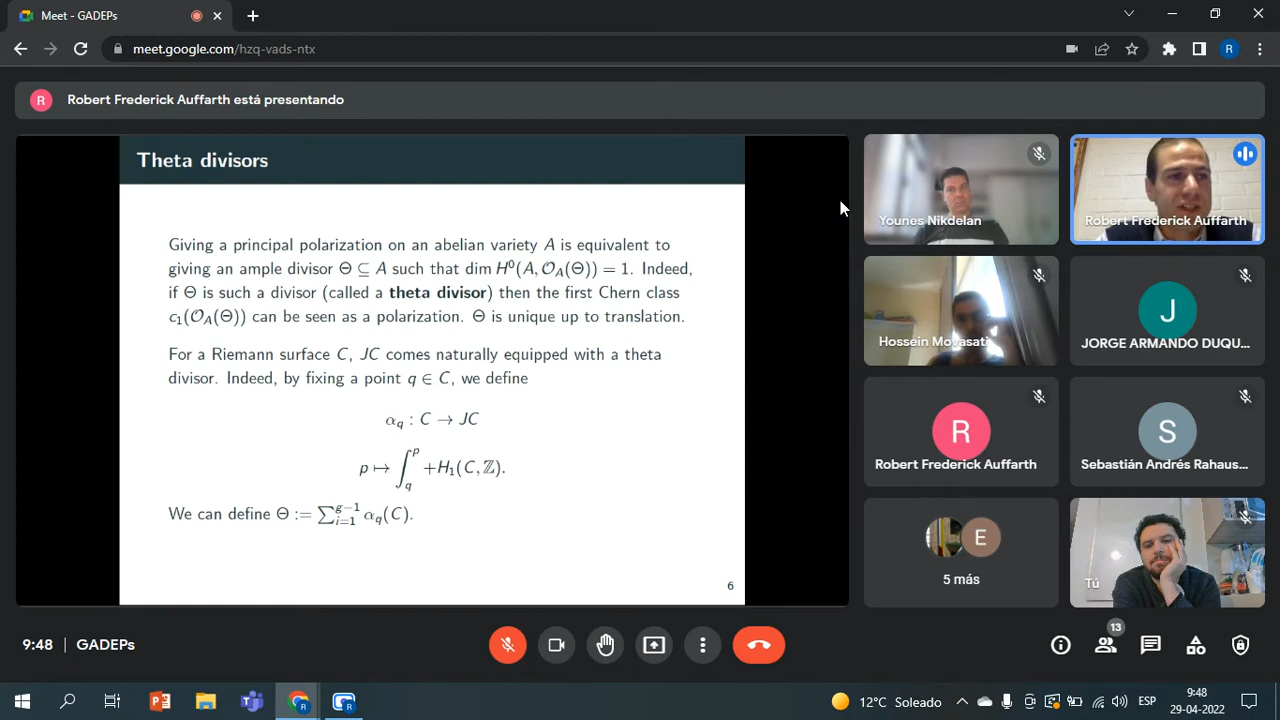 Meet - GADEPs
meet.google.com/hzq-vads-ntx
R
R Robert Frederick Auffarth está presentando
Theta divisors
Giving a principal polarization on an abelian variety A is equivalent to
giving an ample divisor Θ ⊆ A such that dim H⁰(A, 𝒪_A(Θ)) = 1. Indeed,
if Θ is such a divisor (called a theta divisor) then the first Chern class
c₁(𝒪_A(Θ)) can be seen as a polarization. Θ is unique up to translation.
For a Riemann surface C, JC comes naturally equipped with a theta
divisor. Indeed, by fixing a point q ∈ C, we define
α_q : C → JC
p ↦ ∫_q^p +H₁(C, ℤ).
We can define Θ := ∑_{i=1}^{g−1} α_q(C).
6
Younes Nikdelan
Robert Frederick Auffarth
Hossein Movasati
J
JORGE ARMANDO DUQU...
R
Robert Frederick Auffarth
S
Sebastián Andrés Rahaus...
E
5 más
Tú
9:48 | GADEPs
13
12°C Soleado
ESP
9:48
29-04-2022